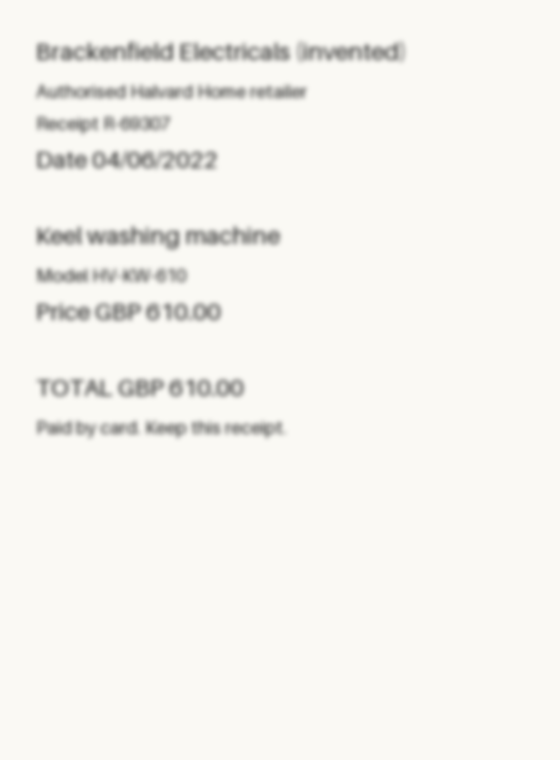 Brackenfield Electricals (invented)
Authorised Halvard Home retailer
Receipt R-69307
Date 04/06/2022
Keel washing machine
Model HV-KW-610
Price GBP 610.00
TOTAL GBP 610.00
Paid by card. Keep this receipt.